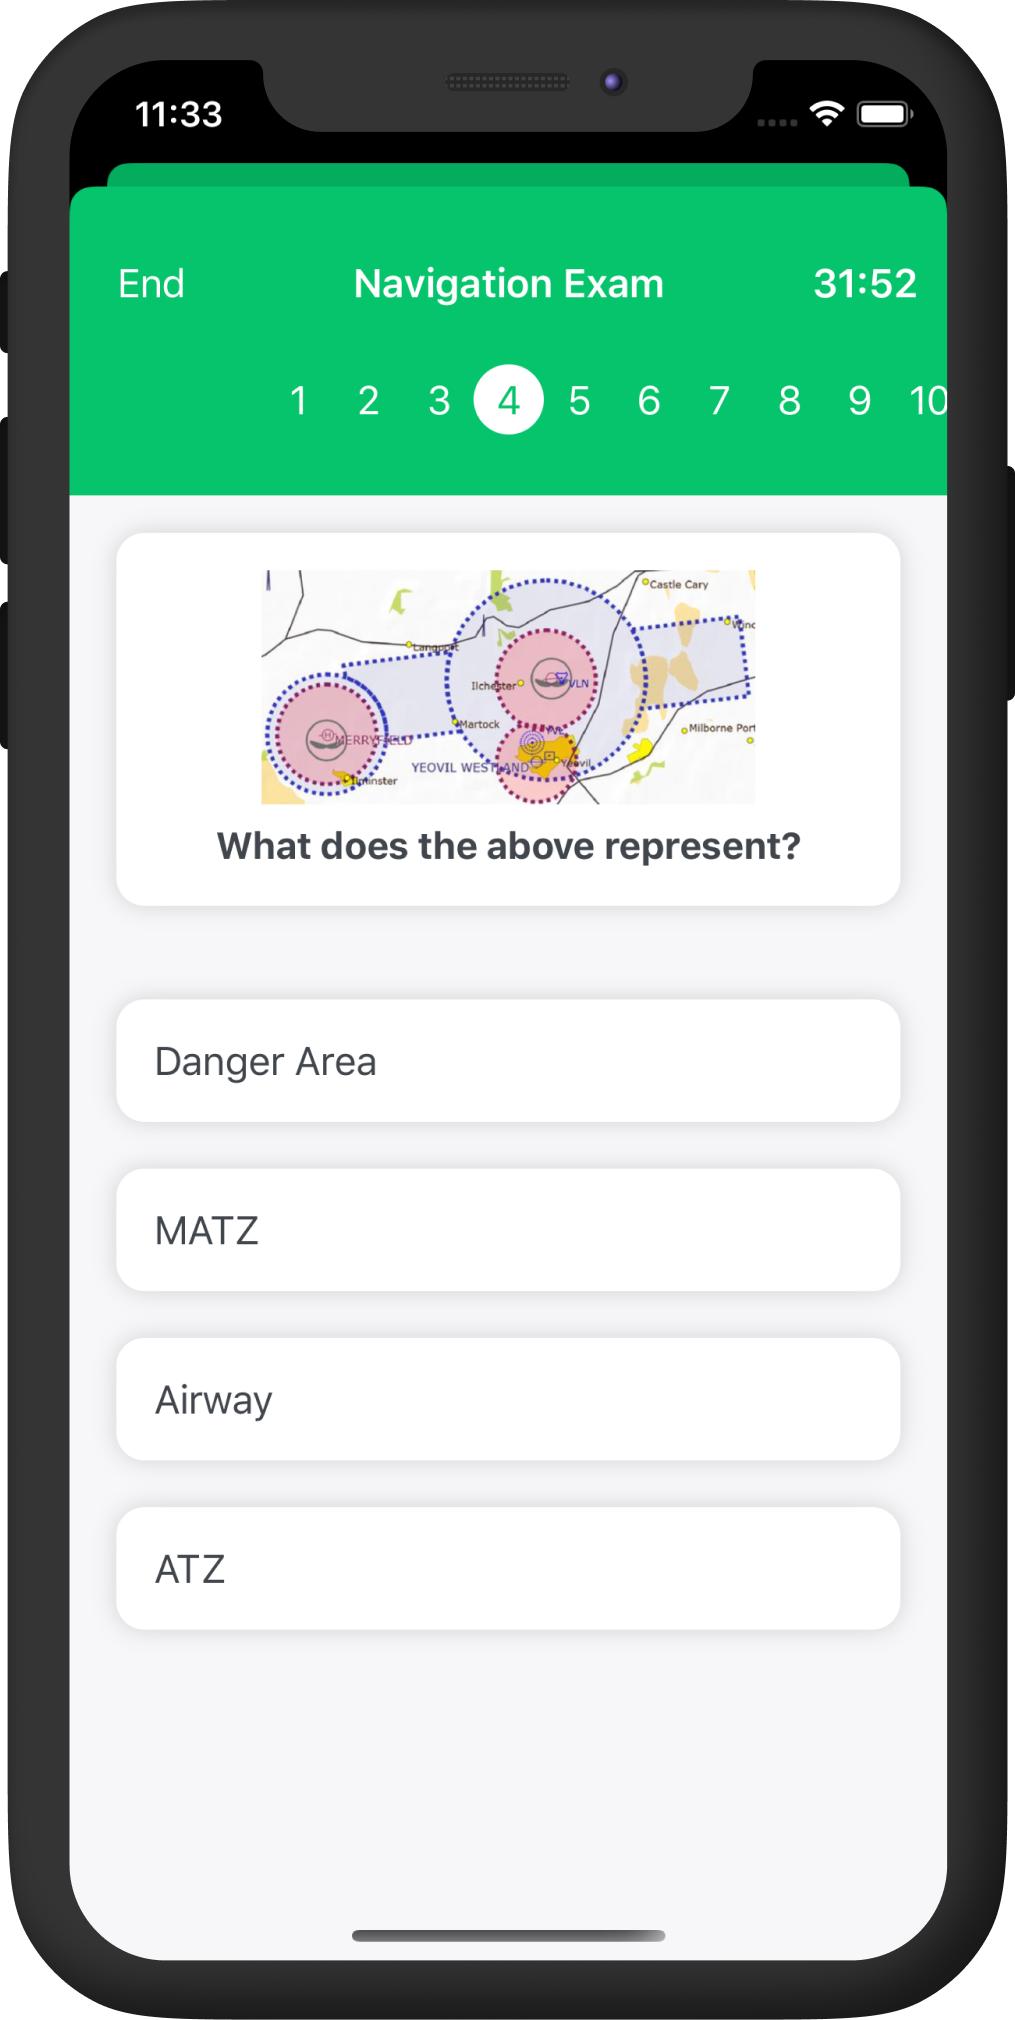 11:33
End Navigation Exam 31:52
1 2 3 4 5 6 7 8 9 10
Castle Cary
Langport
Ilchester VLN
Martock
Milborne Port
MERRYFIELD
YEOVIL WESTLAND Yeovil
Ilminster
What does the above represent?
Danger Area
MATZ
Airway
ATZ